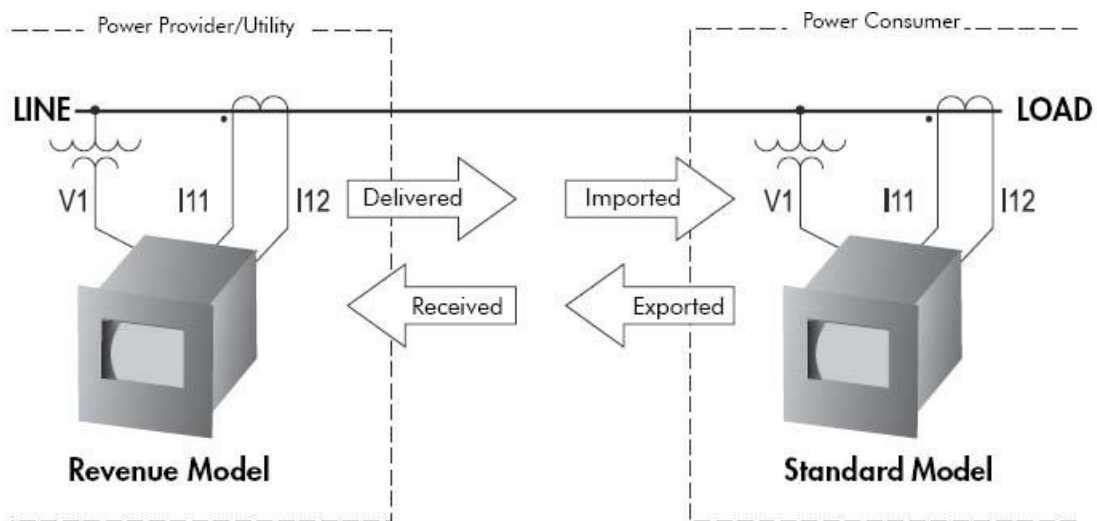 Power Provider/Utility
Power Consumer
LINE
LOAD
V1
I11
I12
Delivered
Imported
V1
I11
I12
Received
Exported
Revenue Model
Standard Model